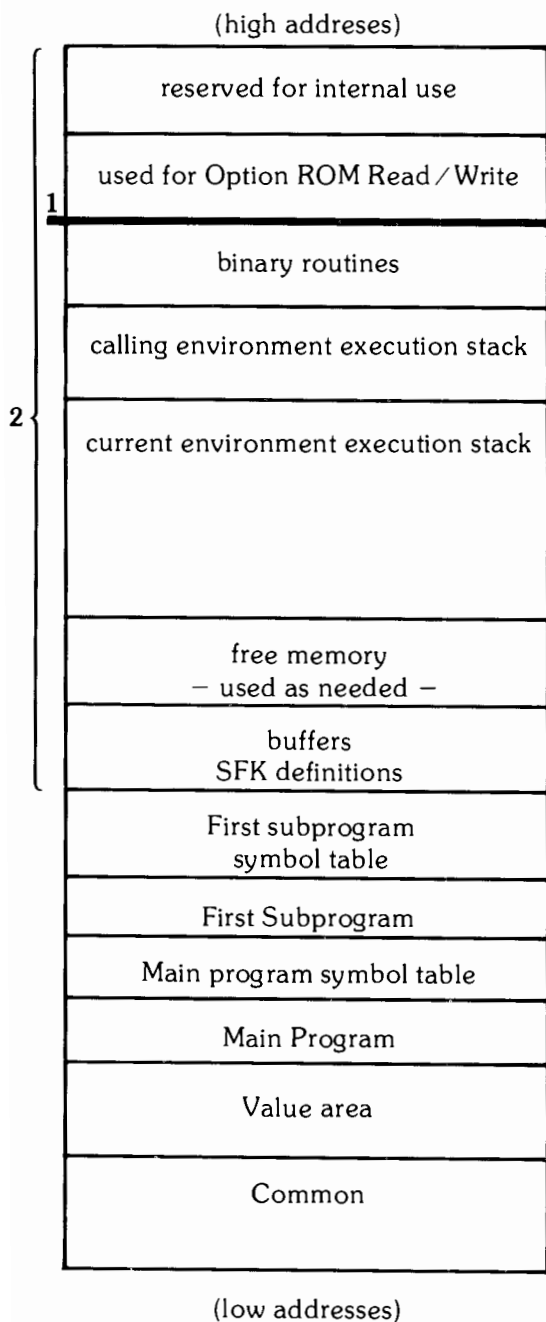 (high addreses)
reserved for internal use
used for Option ROM Read / Write
1
binary routines
calling environment execution stack
2
current environment execution stack
free memory
– used as needed –
buffers
SFK definitions
First subprogram
symbol table
First Subprogram
Main program symbol table
Main Program
Value area
Common
(low addresses)